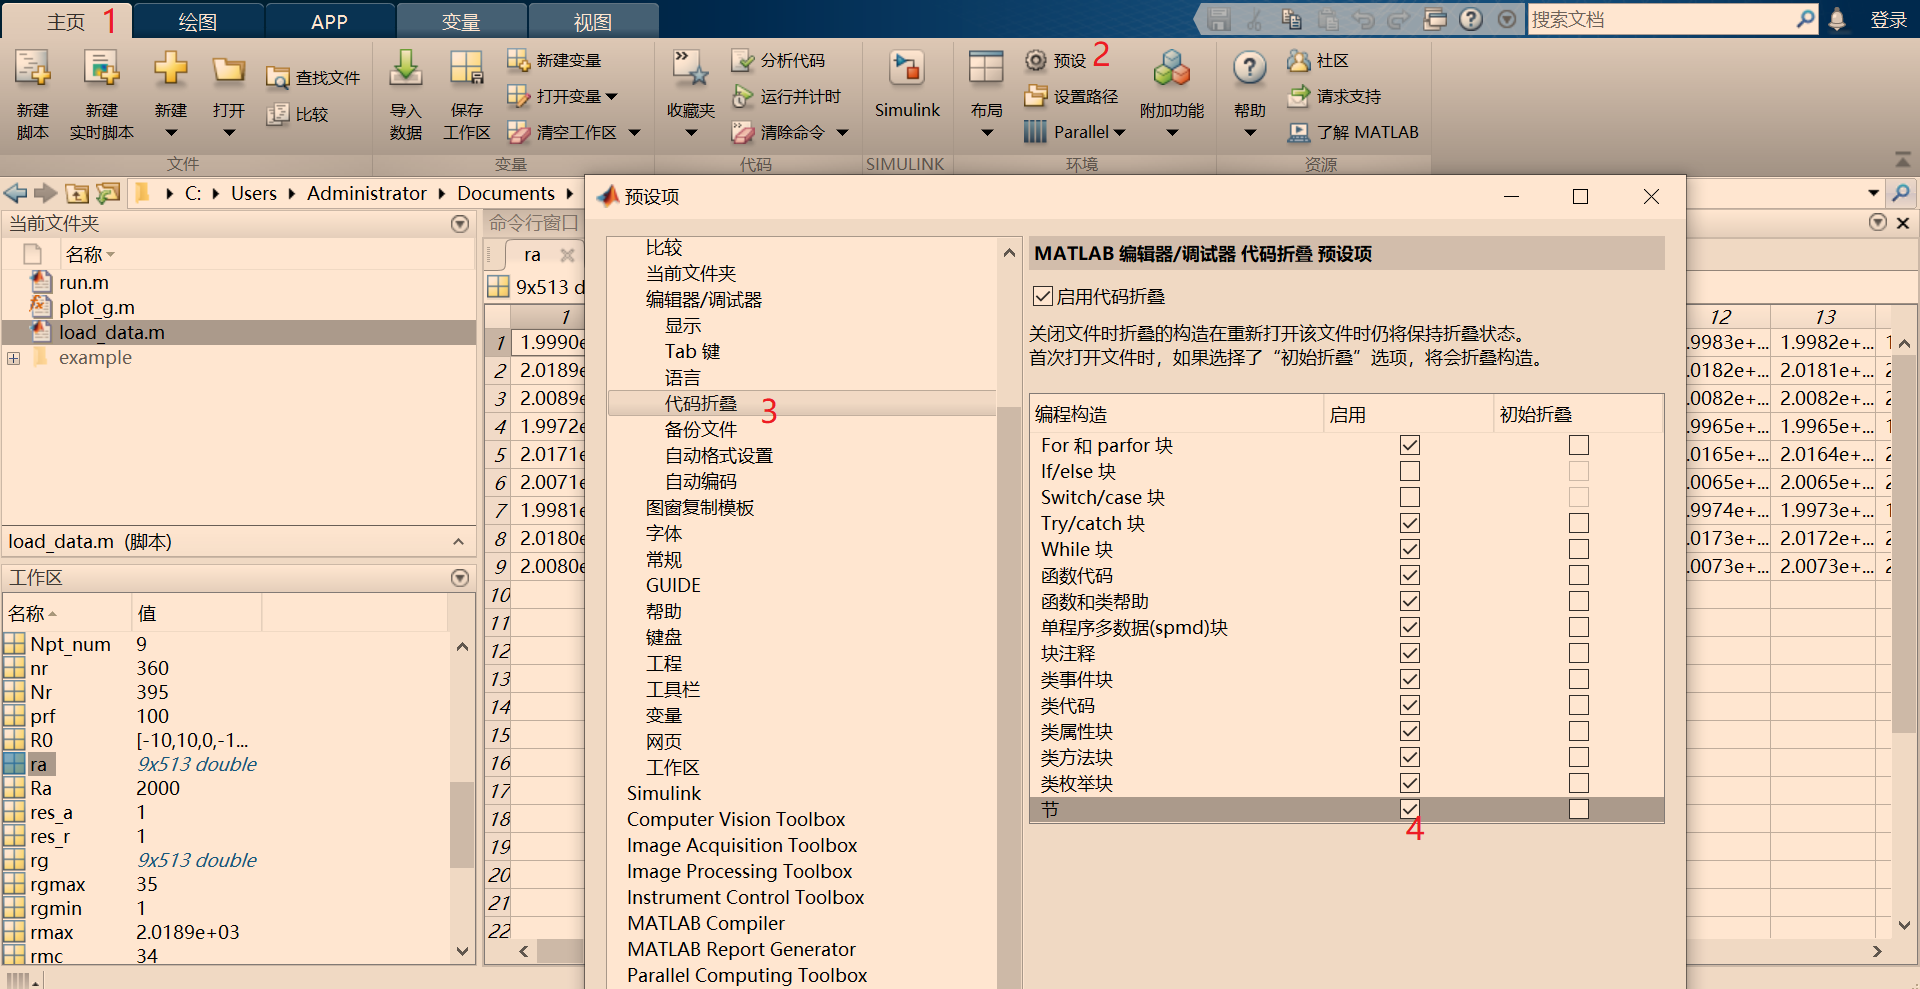 主页 1
绘图
APP
变量
视图
搜索文档
登录
新建
脚本
新建
实时脚本
新建
打开
查找文件
比较
文件
导入
数据
保存
工作区
新建变量
打开变量
清空工作区
变量
收藏夹
分析代码
运行并计时
清除命令
代码
Simulink
SIMULINK
布局
预设 2
设置路径
Parallel
环境
附加功能
帮助
社区
请求支持
了解 MATLAB
资源
C: Users Administrator Documents
当前文件夹
名称
run.m
plot_g.m
load_data.m
example
load_data.m (脚本)
工作区
名称 值
Npt_num 9
nr 360
Nr 395
prf 100
R0 [-10,10,0,-1...
ra 9x513 double
Ra 2000
res_a 1
res_r 1
rg 9x513 double
rgmax 35
rgmin 1
rmax 2.0189e+03
rmc 34
命令行窗口
ra
9x513 d
1
1 1.9990e
2 2.0189e
3 2.0089e
4 1.9972e
5 2.0171e
6 2.0071e
7 1.9981e
8 2.0180e
9 2.0080e
10
11
12
13
14
15
16
17
18
19
20
21
22
预设项
比较
当前文件夹
编辑器/调试器
显示
Tab 键
语言
代码折叠 3
备份文件
自动格式设置
自动编码
图窗复制模板
字体
常规
GUIDE
帮助
键盘
工程
工具栏
变量
网页
工作区
Simulink
Computer Vision Toolbox
Image Acquisition Toolbox
Image Processing Toolbox
Instrument Control Toolbox
MATLAB Compiler
MATLAB Report Generator
Parallel Computing Toolbox
MATLAB 编辑器/调试器 代码折叠 预设项
启用代码折叠
关闭文件时折叠的构造在重新打开该文件时仍将保持折叠状态。
首次打开文件时，如果选择了“初始折叠”选项，将会折叠构造。
编程构造 启用 初始折叠
For 和 parfor 块
If/else 块
Switch/case 块
Try/catch 块
While 块
函数代码
函数和类帮助
单程序多数据(spmd)块
块注释
类事件块
类代码
类属性块
类方法块
类枚举块
节
4
12 13
.9983e+... 1.9982e+... 1
.0182e+... 2.0181e+... 2
.0082e+... 2.0082e+... 2
.9965e+... 1.9965e+... 1
.0165e+... 2.0164e+... 2
.0065e+... 2.0065e+... 2
.9974e+... 1.9973e+... 1
.0173e+... 2.0172e+... 2
.0073e+... 2.0073e+... 2